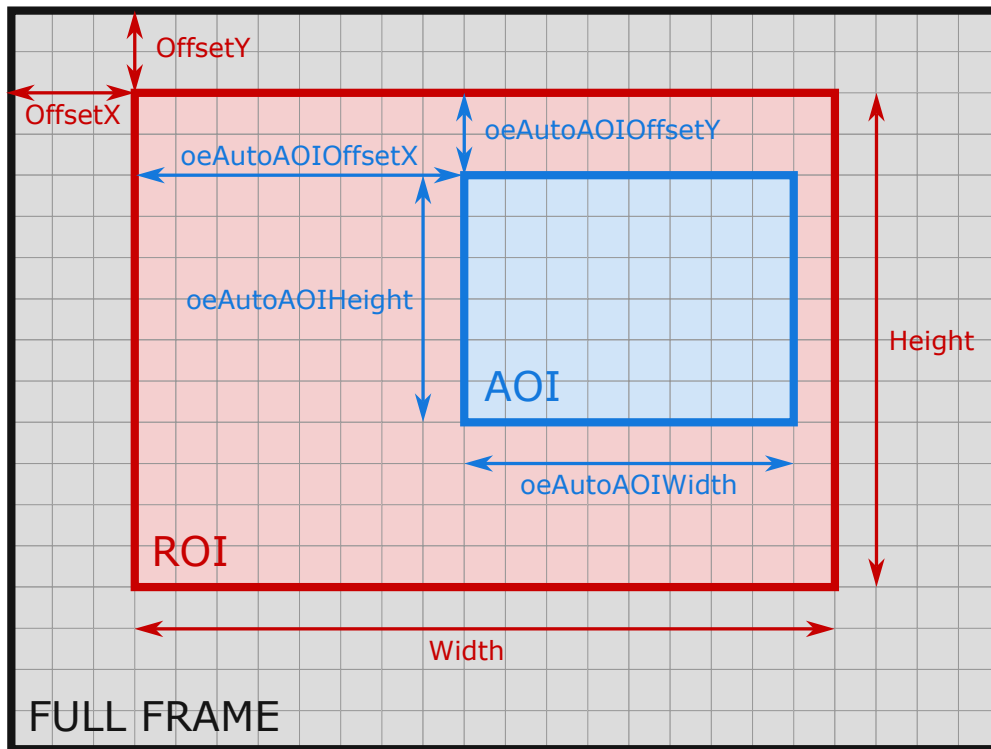 OffsetY
OffsetX
oeAutoAOIOffsetY
oeAutoAOIOffsetX
oeAutoAOIHeight
Height
AOI
oeAutoAOIWidth
ROI
Width
FULL FRAME